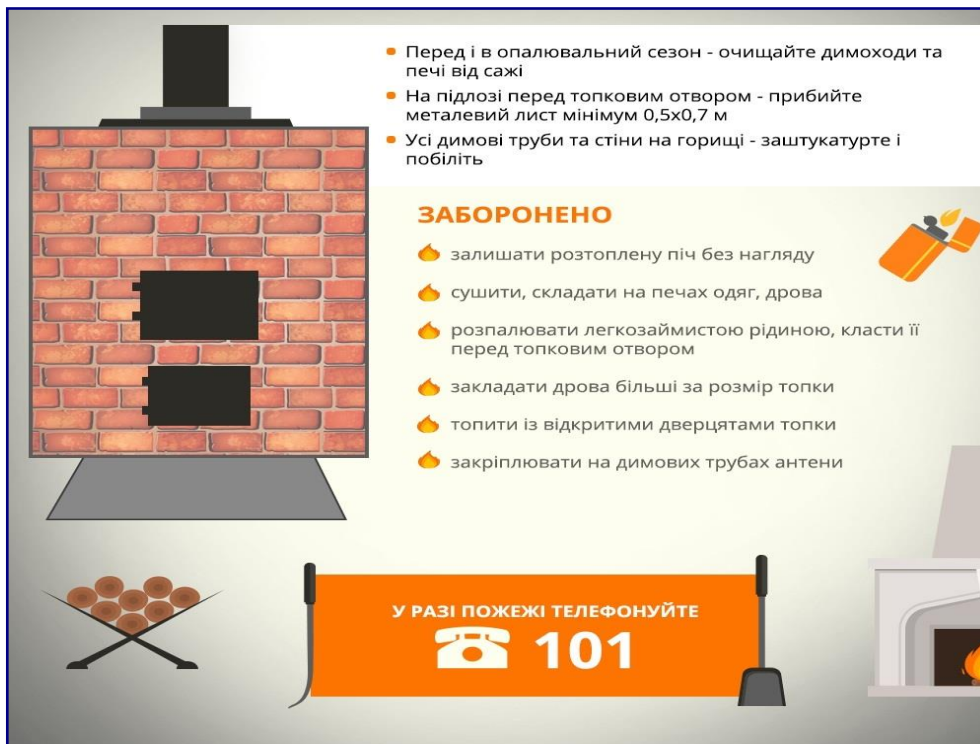 Перед і в опалювальний сезон - очищайте димоходи та
печі від сажі
На підлозі перед топковим отвором - прибийте
металевий лист мінімум 0,5х0,7 м
Усі димові труби та стіни на горищі - заштукатурте і
побіліть
ЗАБОРОНЕНО
залишати розтоплену піч без нагляду
сушити, складати на печах одяг, дрова
розпалювати легкозаймистою рідиною, класти її
перед топковим отвором
закладати дрова більші за розмір топки
топити із відкритими дверцятами топки
закріплювати на димових трубах антени
У РАЗІ ПОЖЕЖІ ТЕЛЕФОНУЙТЕ
101